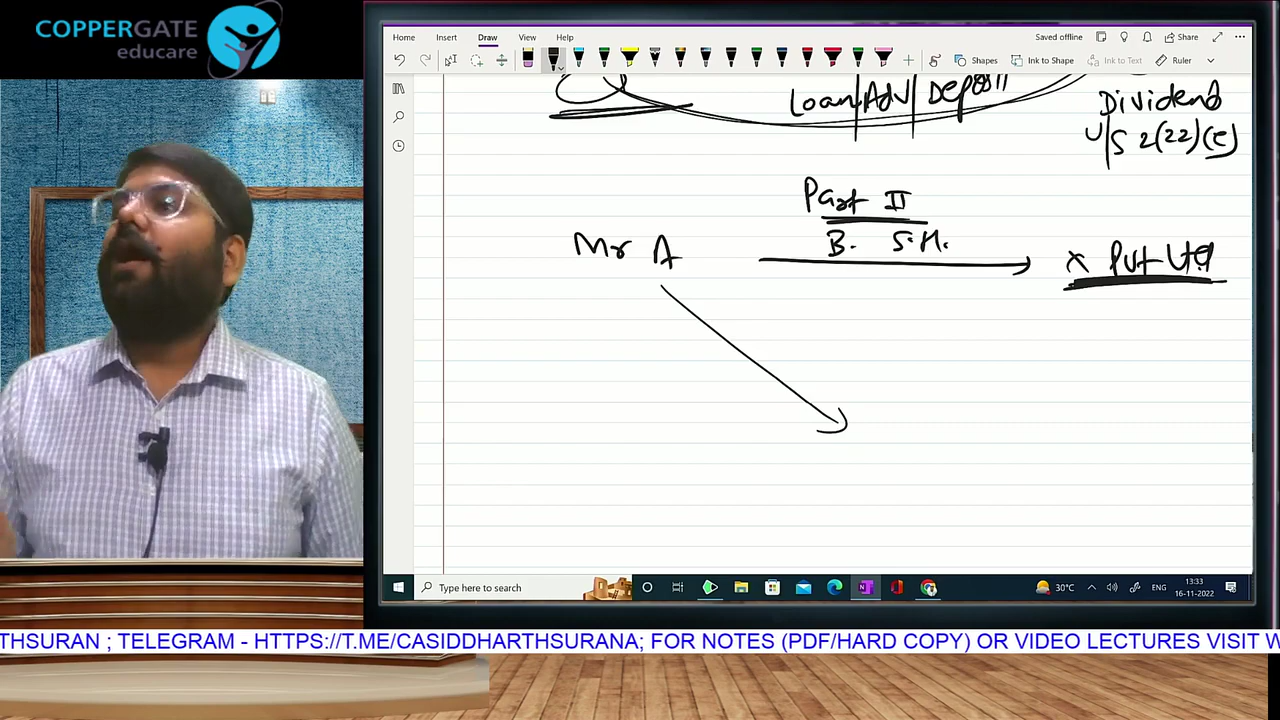 COPPERGATE
educare
Home Insert Draw View Help
Saved offline
Share
Shapes
Ink to Shape
Ink to Text
Ruler
Loan Adv Deposit
Dividend
U/S 2(22)(e)
Part II
Mr A
B. S.H.
X Pvt Ltd
Type here to search
30°C
ENG
13:33
16-11-2022
THSURAN ; TELEGRAM - HTTPS://T.ME/CASIDDHARTHSURANA; FOR NOTES (PDF/HARD COPY) OR VIDEO LECTURES VISIT W